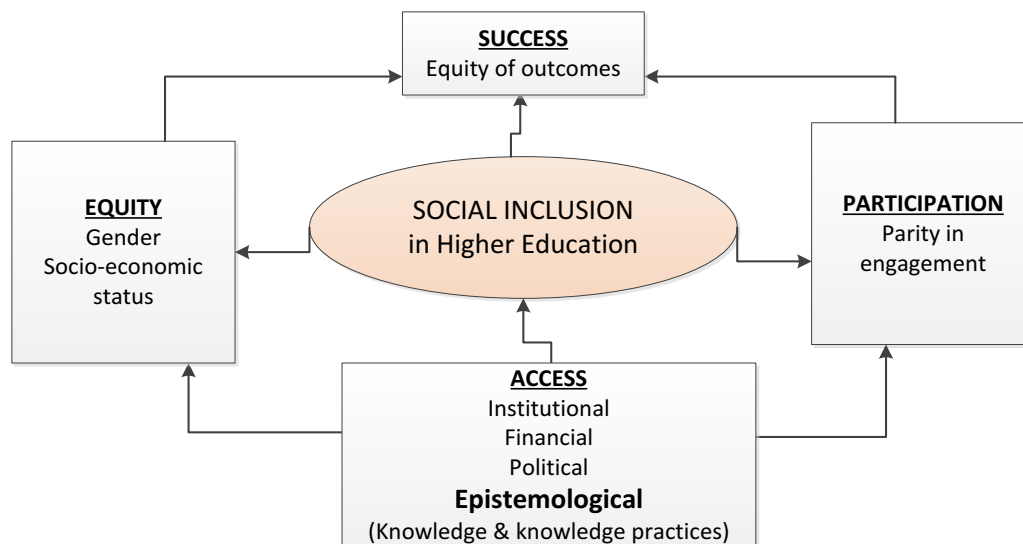 SUCCESS
Equity of outcomes
EQUITY
Gender
Socio-economic
status
SOCIAL INCLUSION
in Higher Education
PARTICIPATION
Parity in
engagement
ACCESS
Institutional
Financial
Political
Epistemological
(Knowledge & knowledge practices)